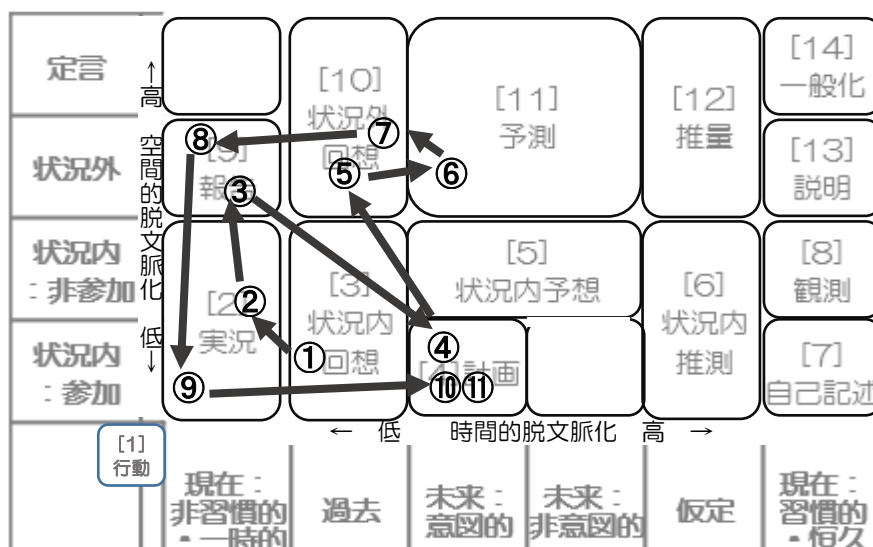 定言
状況外
状況内
：非参加
状況内
：参加
↑
高
空間的脱文脈化
低
↓
[10]
状況外
回想
[11]
予測
[12]
推量
[14]
一般化
[13]
説明
[9]
報告
[2]
実況
[3]
状況内
回想
[5]
状況内予想
[4]計画
[6]
状況内
推測
[8]
観測
[7]
自己記述
①
②
③
④
⑤
⑥
⑦
⑧
⑨
⑩⑪
← 低 時間的脱文脈化 高 →
[1]
行動
現在：
非習慣的
・一時的
過去
未来：
意図的
未来：
非意図的
仮定
現在：
習慣的
・恒久